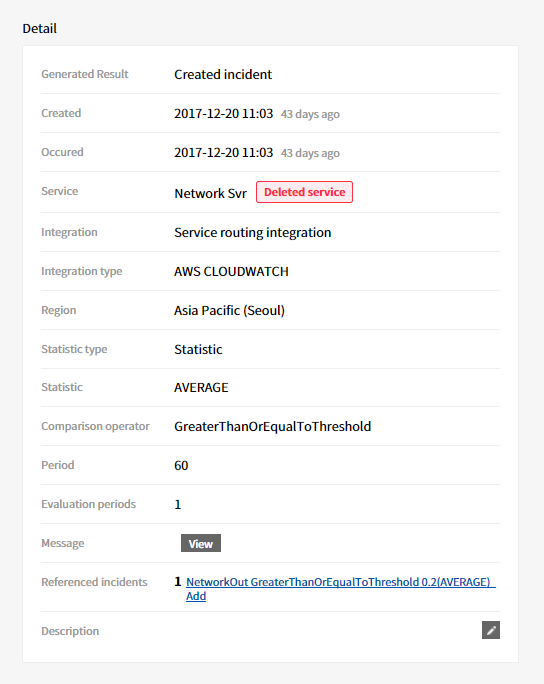 Detail
Generated Result Created incident
Created 2017-12-20 11:03 43 days ago
Occured 2017-12-20 11:03 43 days ago
Service Network Svr Deleted service
Integration Service routing integration
Integration type AWS CLOUDWATCH
Region Asia Pacific (Seoul)
Statistic type Statistic
Statistic AVERAGE
Comparison operator GreaterThanOrEqualToThreshold
Period 60
Evaluation periods 1
Message View
Referenced incidents 1 NetworkOut GreaterThanOrEqualToThreshold 0.2(AVERAGE)_
Add
Description